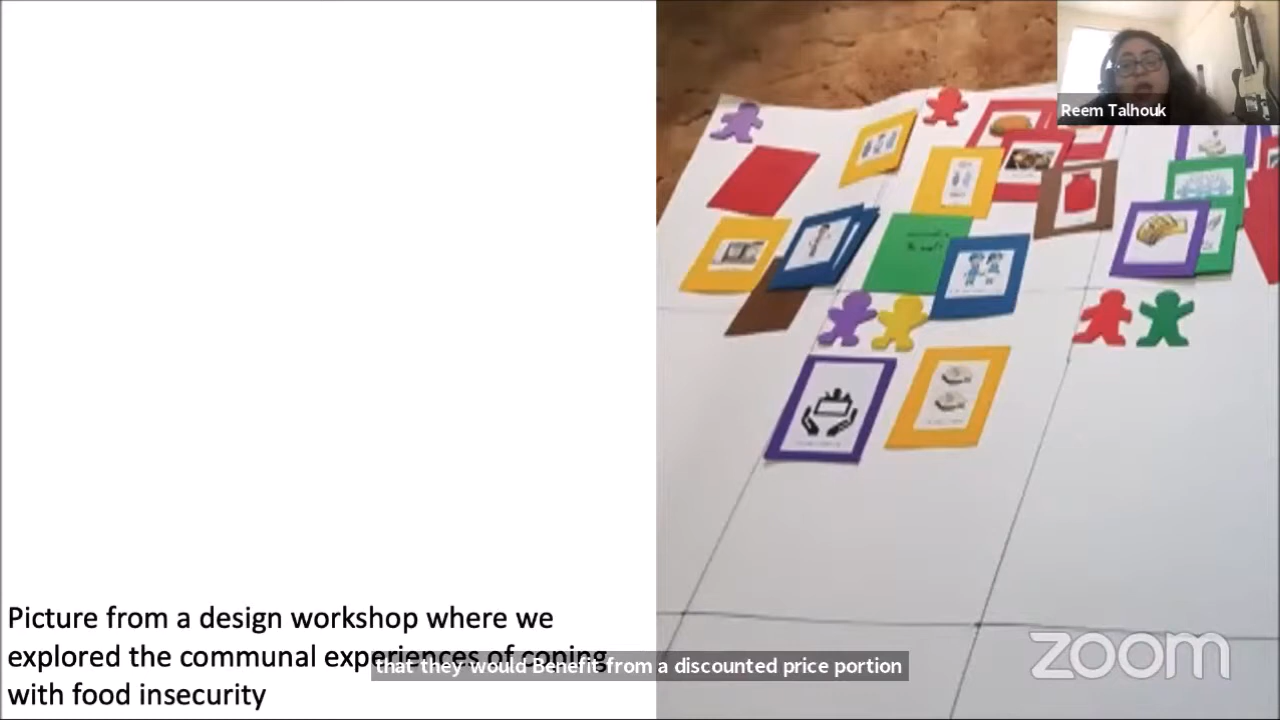 Reem Talhouk
Picture from a design workshop where we
explored the communal experiences of coping
with food insecurity
that they would Benefit from a discounted price portion
zoom